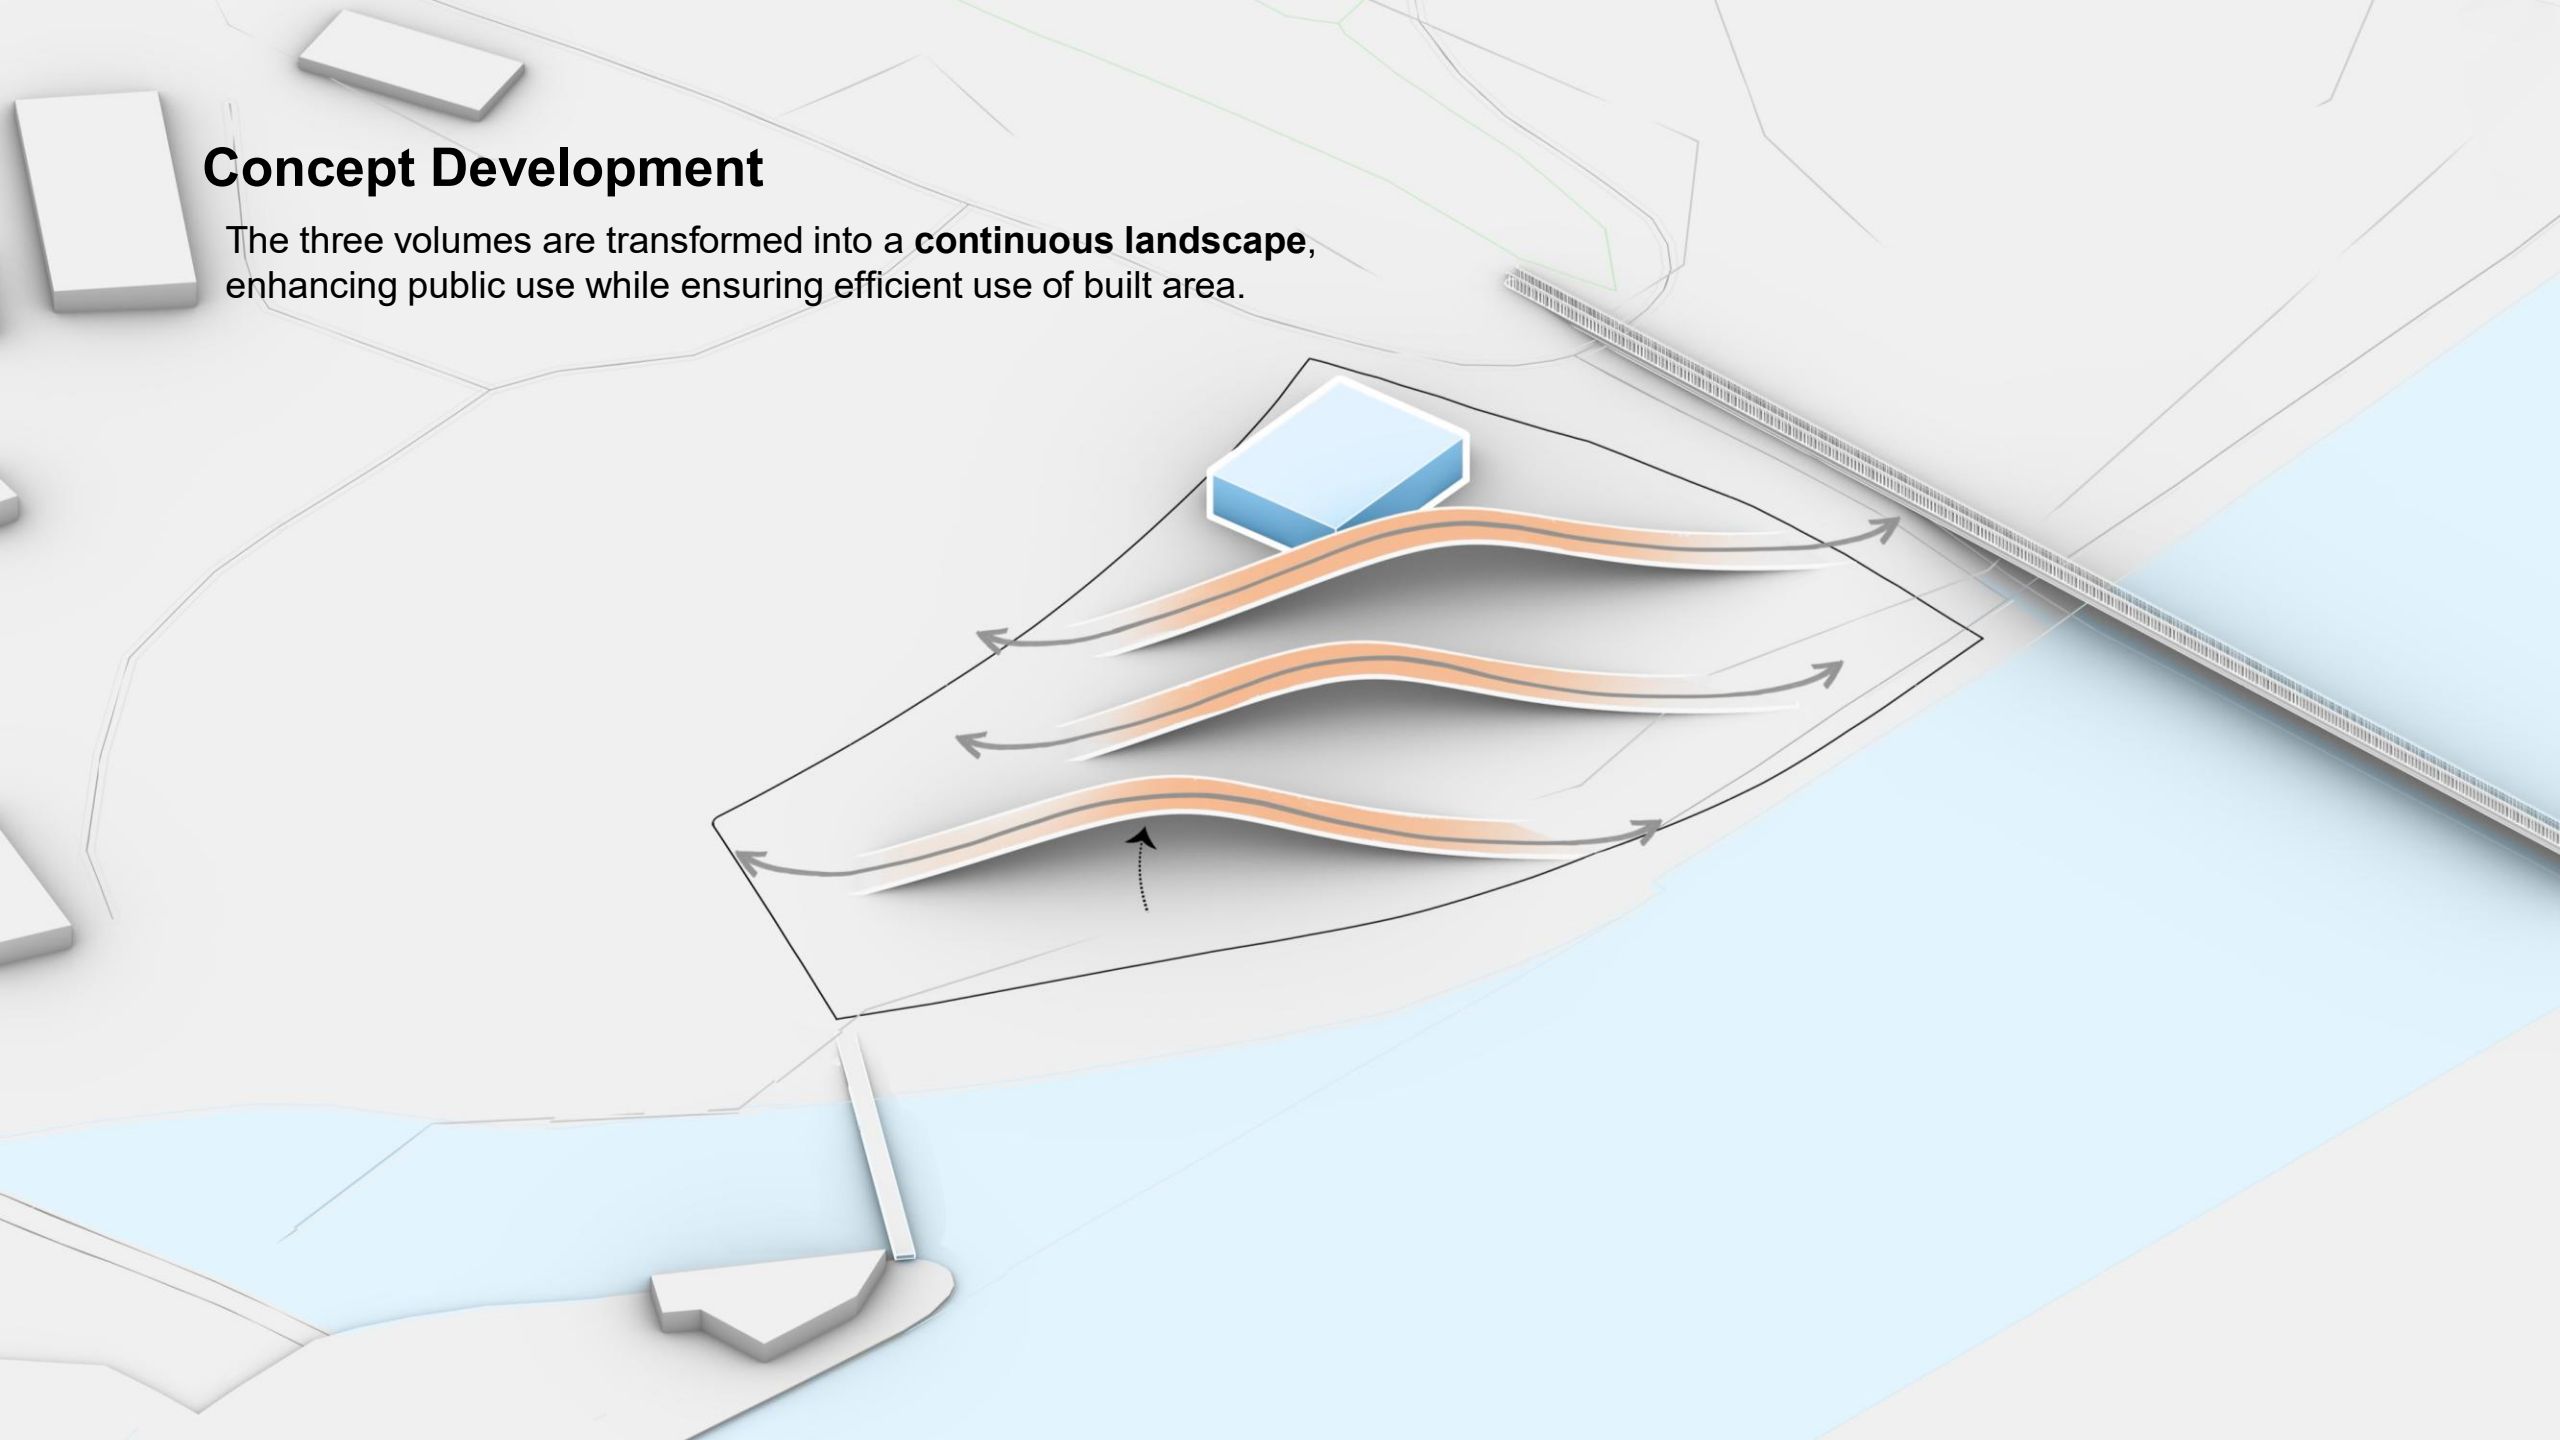 Concept Development
The three volumes are transformed into a continuous landscape,
enhancing public use while ensuring efficient use of built area.